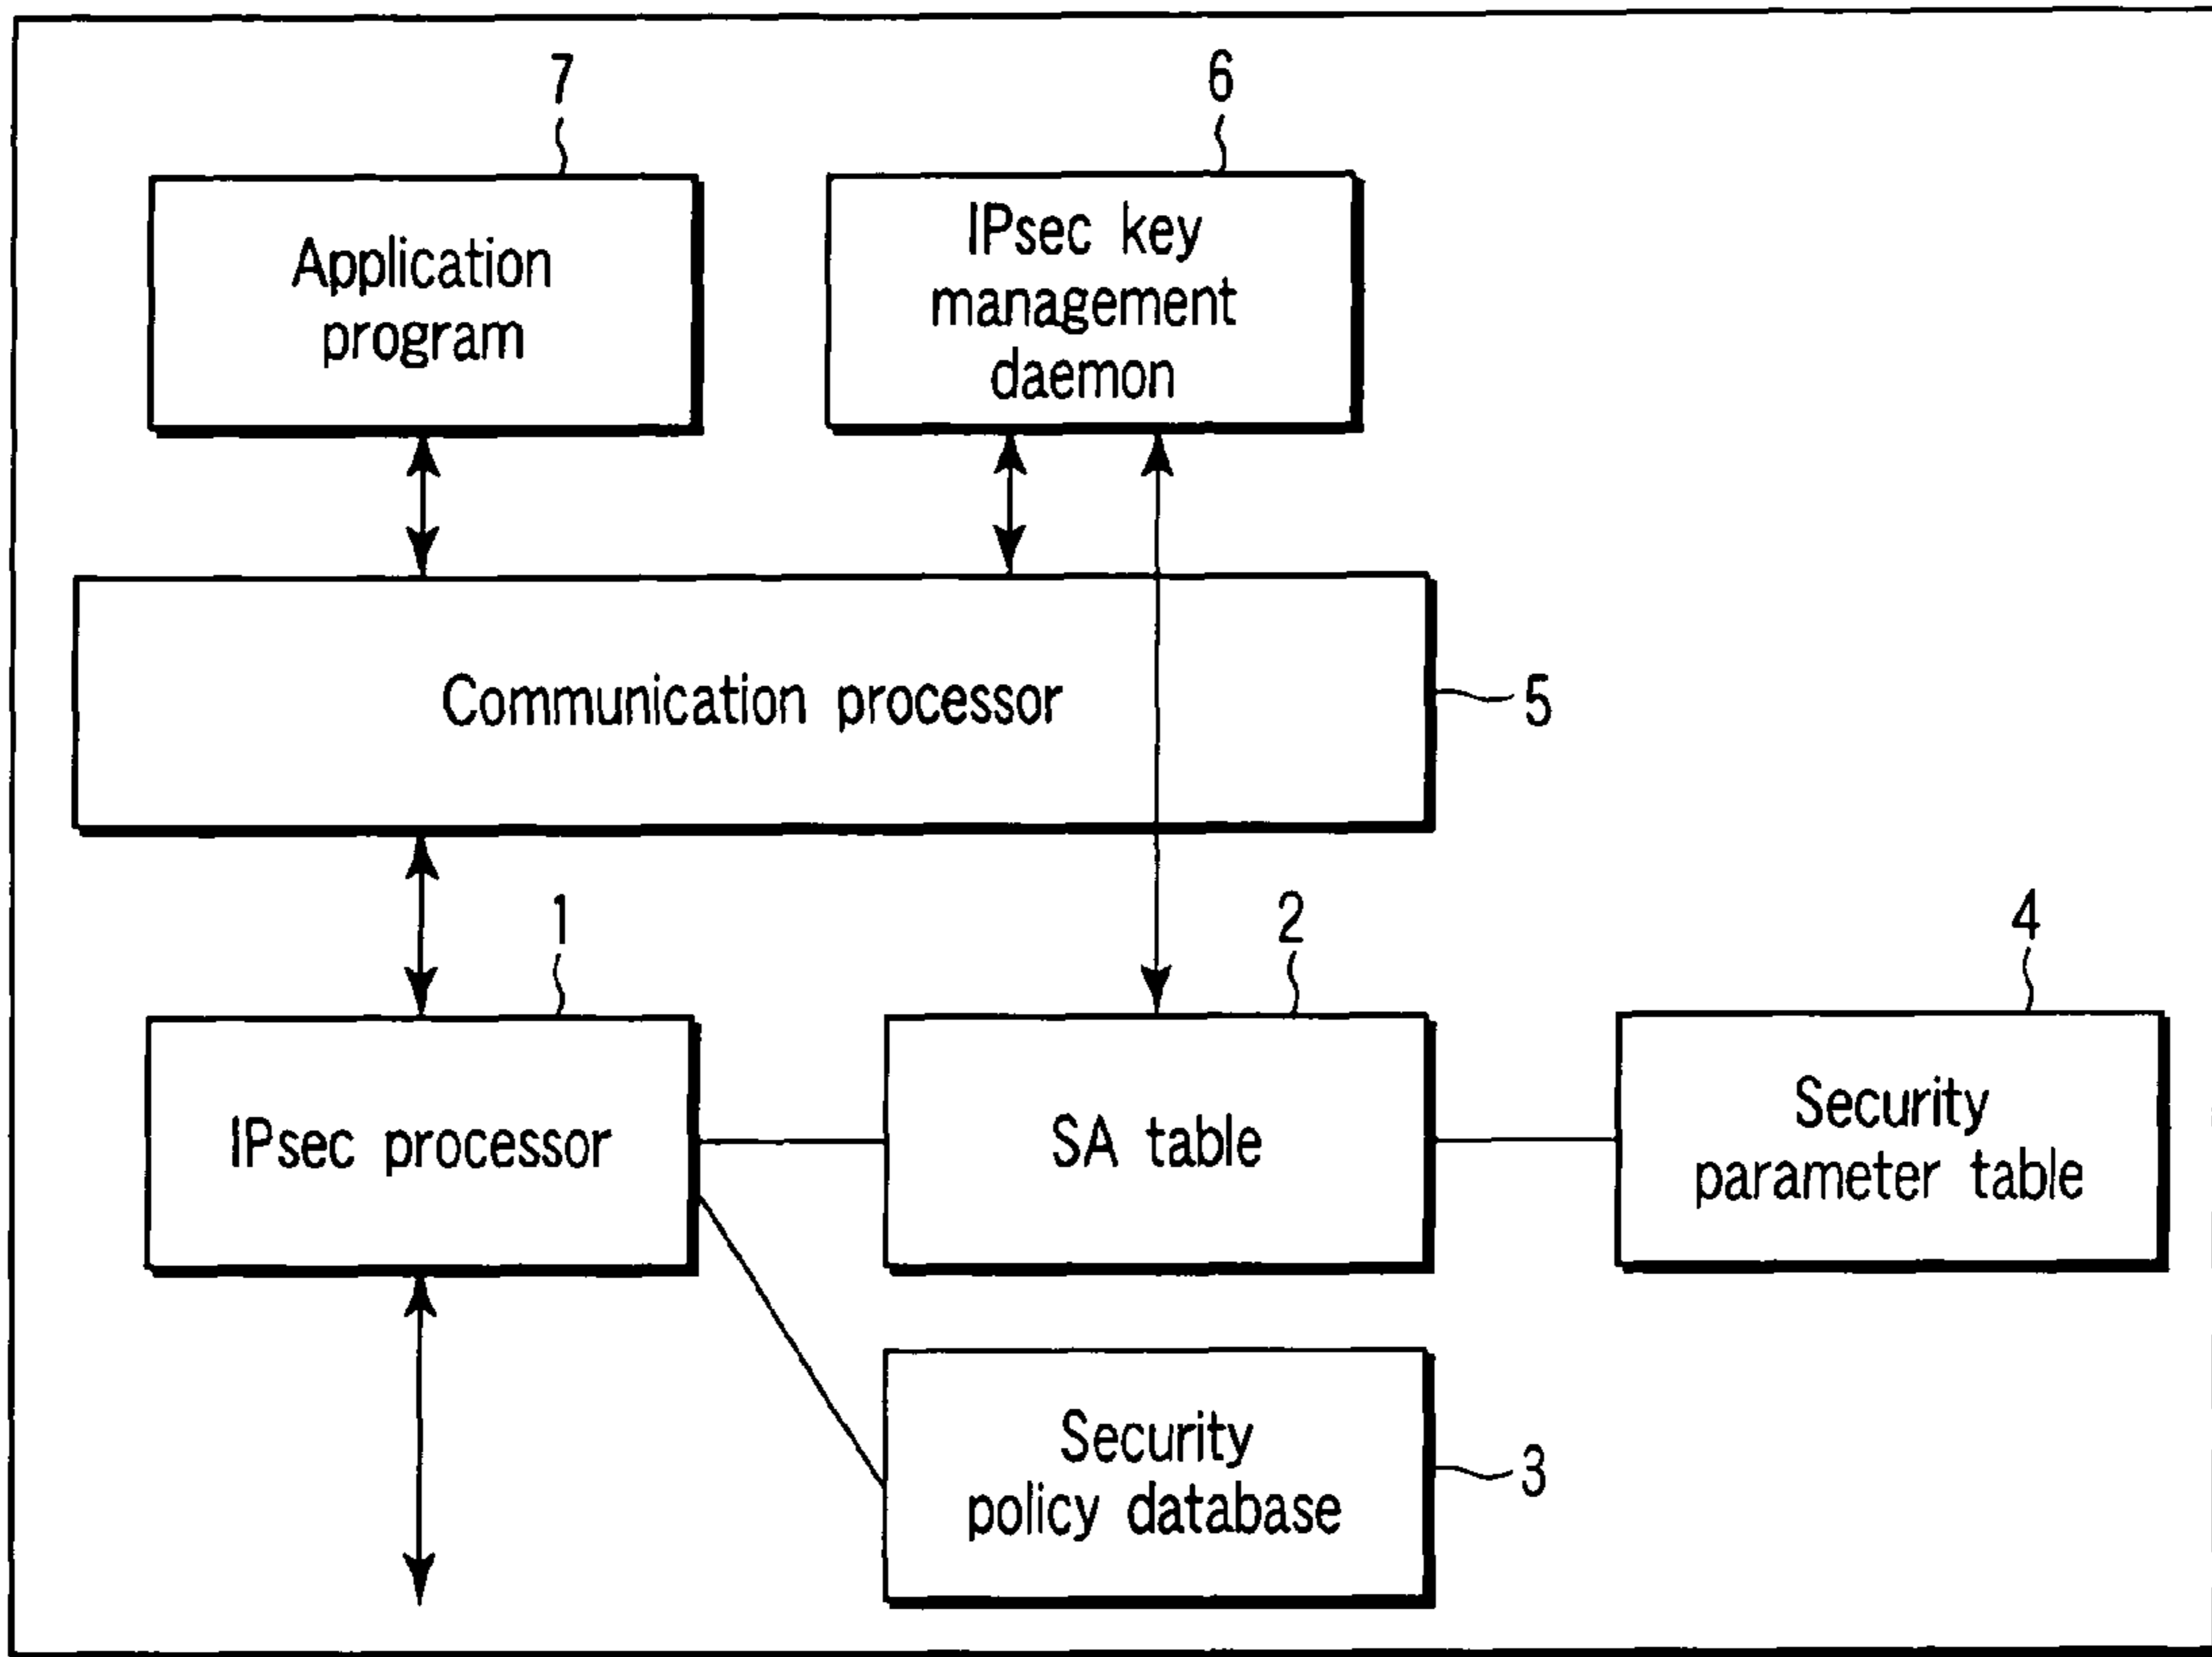 7
6
Application
program
IPsec key
management
daemon
Communication processor
5
1
2
4
IPsec processor
SA table
Security
parameter table
Security
policy database
3